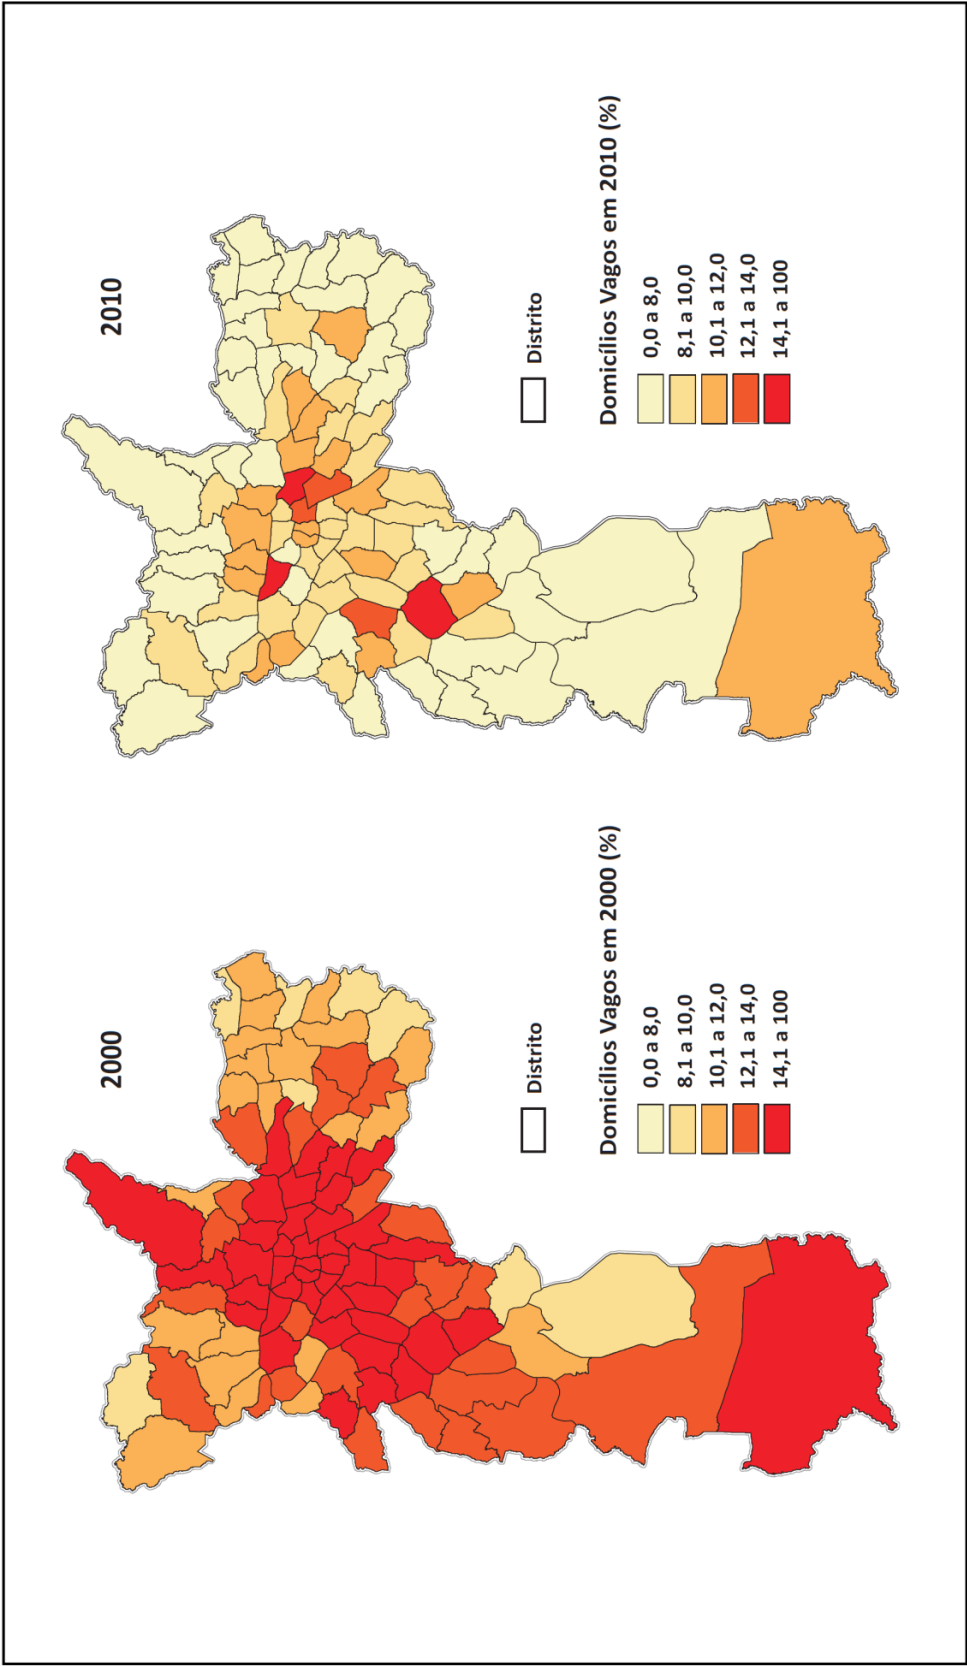 2000
Distrito
Domicílios Vagos em 2000 (%)
0,0 a 8,0
8,1 a 10,0
10,1 a 12,0
12,1 a 14,0
14,1 a 100
2010
Distrito
Domicílios Vagos em 2010 (%)
0,0 a 8,0
8,1 a 10,0
10,1 a 12,0
12,1 a 14,0
14,1 a 100